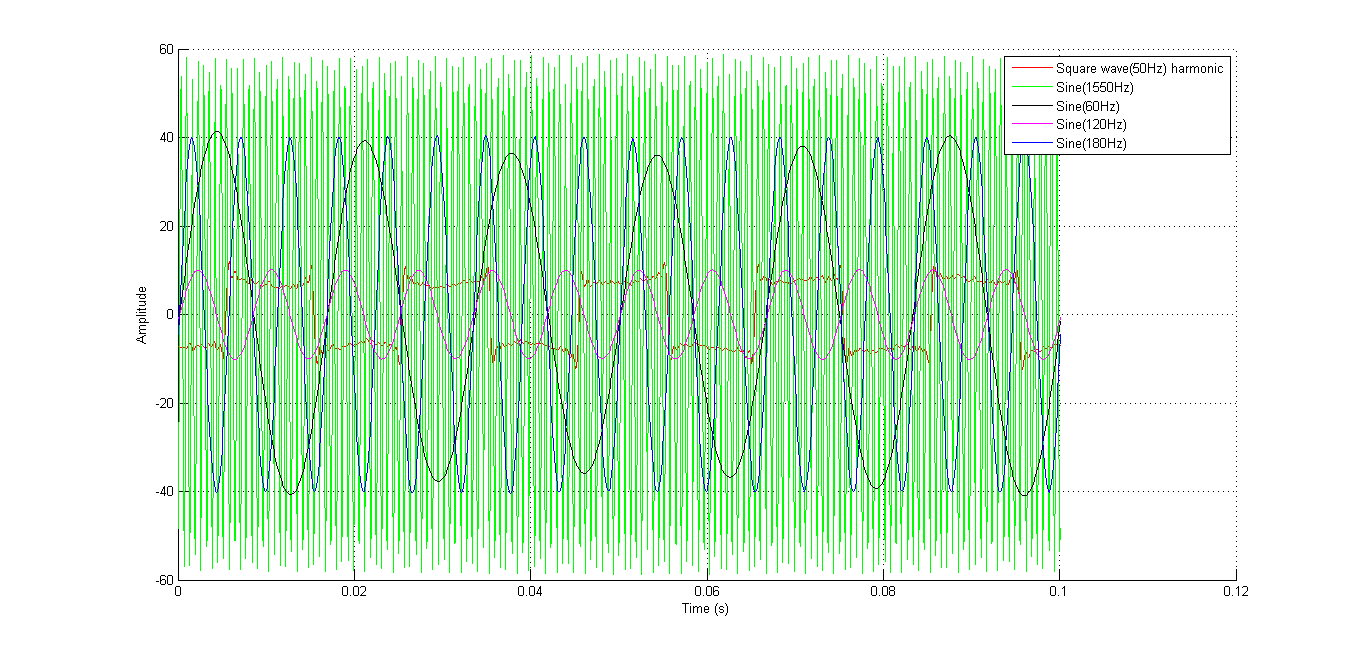 60
40
20
0
-20
-40
-60
Amplitude
Square wave(50Hz) harmonic
Sine(1550Hz)
Sine(60Hz)
Sine(120Hz)
Sine(180Hz)
0 0.02 0.04 0.06 0.08 0.1 0.12
Time (s)